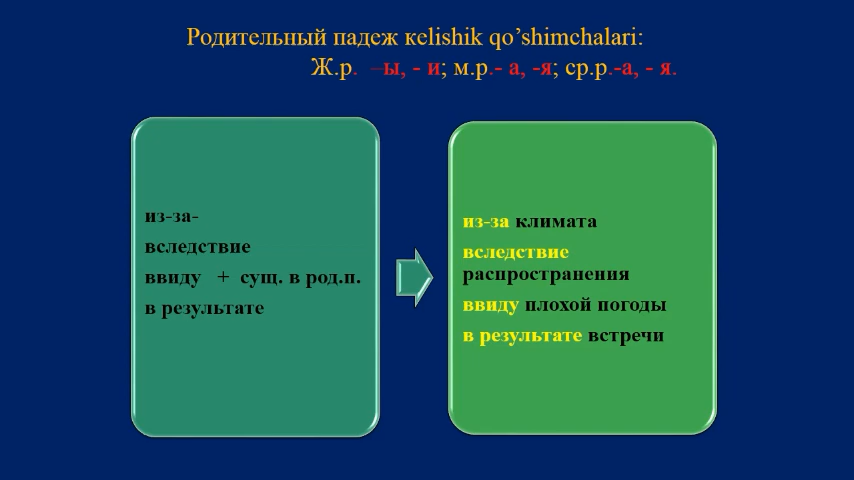 Родительный падеж kelishik qo’shimchalari:
Ж.р. –ы, - и; м.р.- а, -я; ср.р.-а, - я.
из-за-
вследствие
ввиду + сущ. в род.п.
в результате
из-за климата
вследствие
распространения
ввиду плохой погоды
в результате встречи